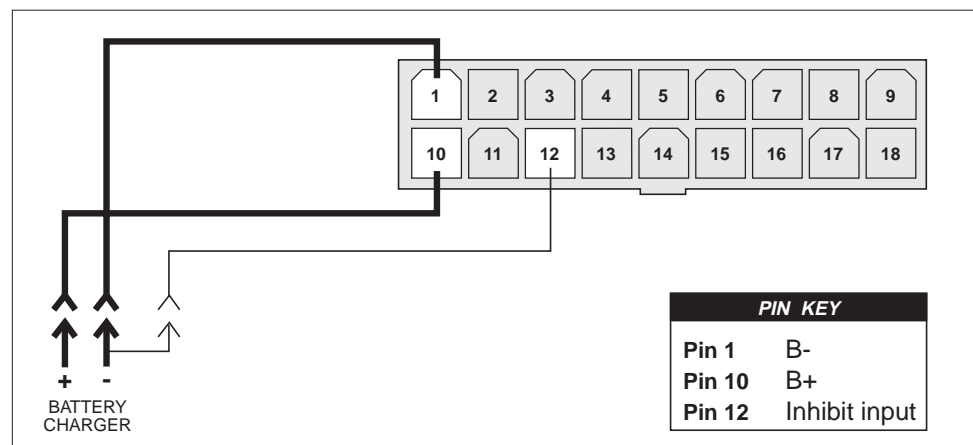 1 2 3 4 5 6 7 8 9
10 11 12 13 14 15 16 17 18
+ -
BATTERY
CHARGER
PIN KEY
Pin 1 B-
Pin 10 B+
Pin 12 Inhibit input